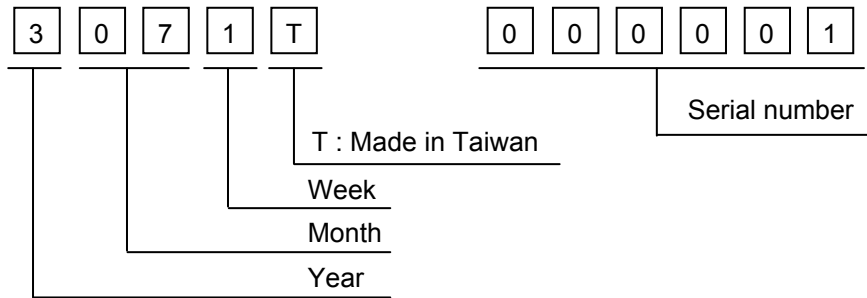 3 0 7 1 T 0 0 0 0 0 1
Serial number
T : Made in Taiwan
Week
Month
Year